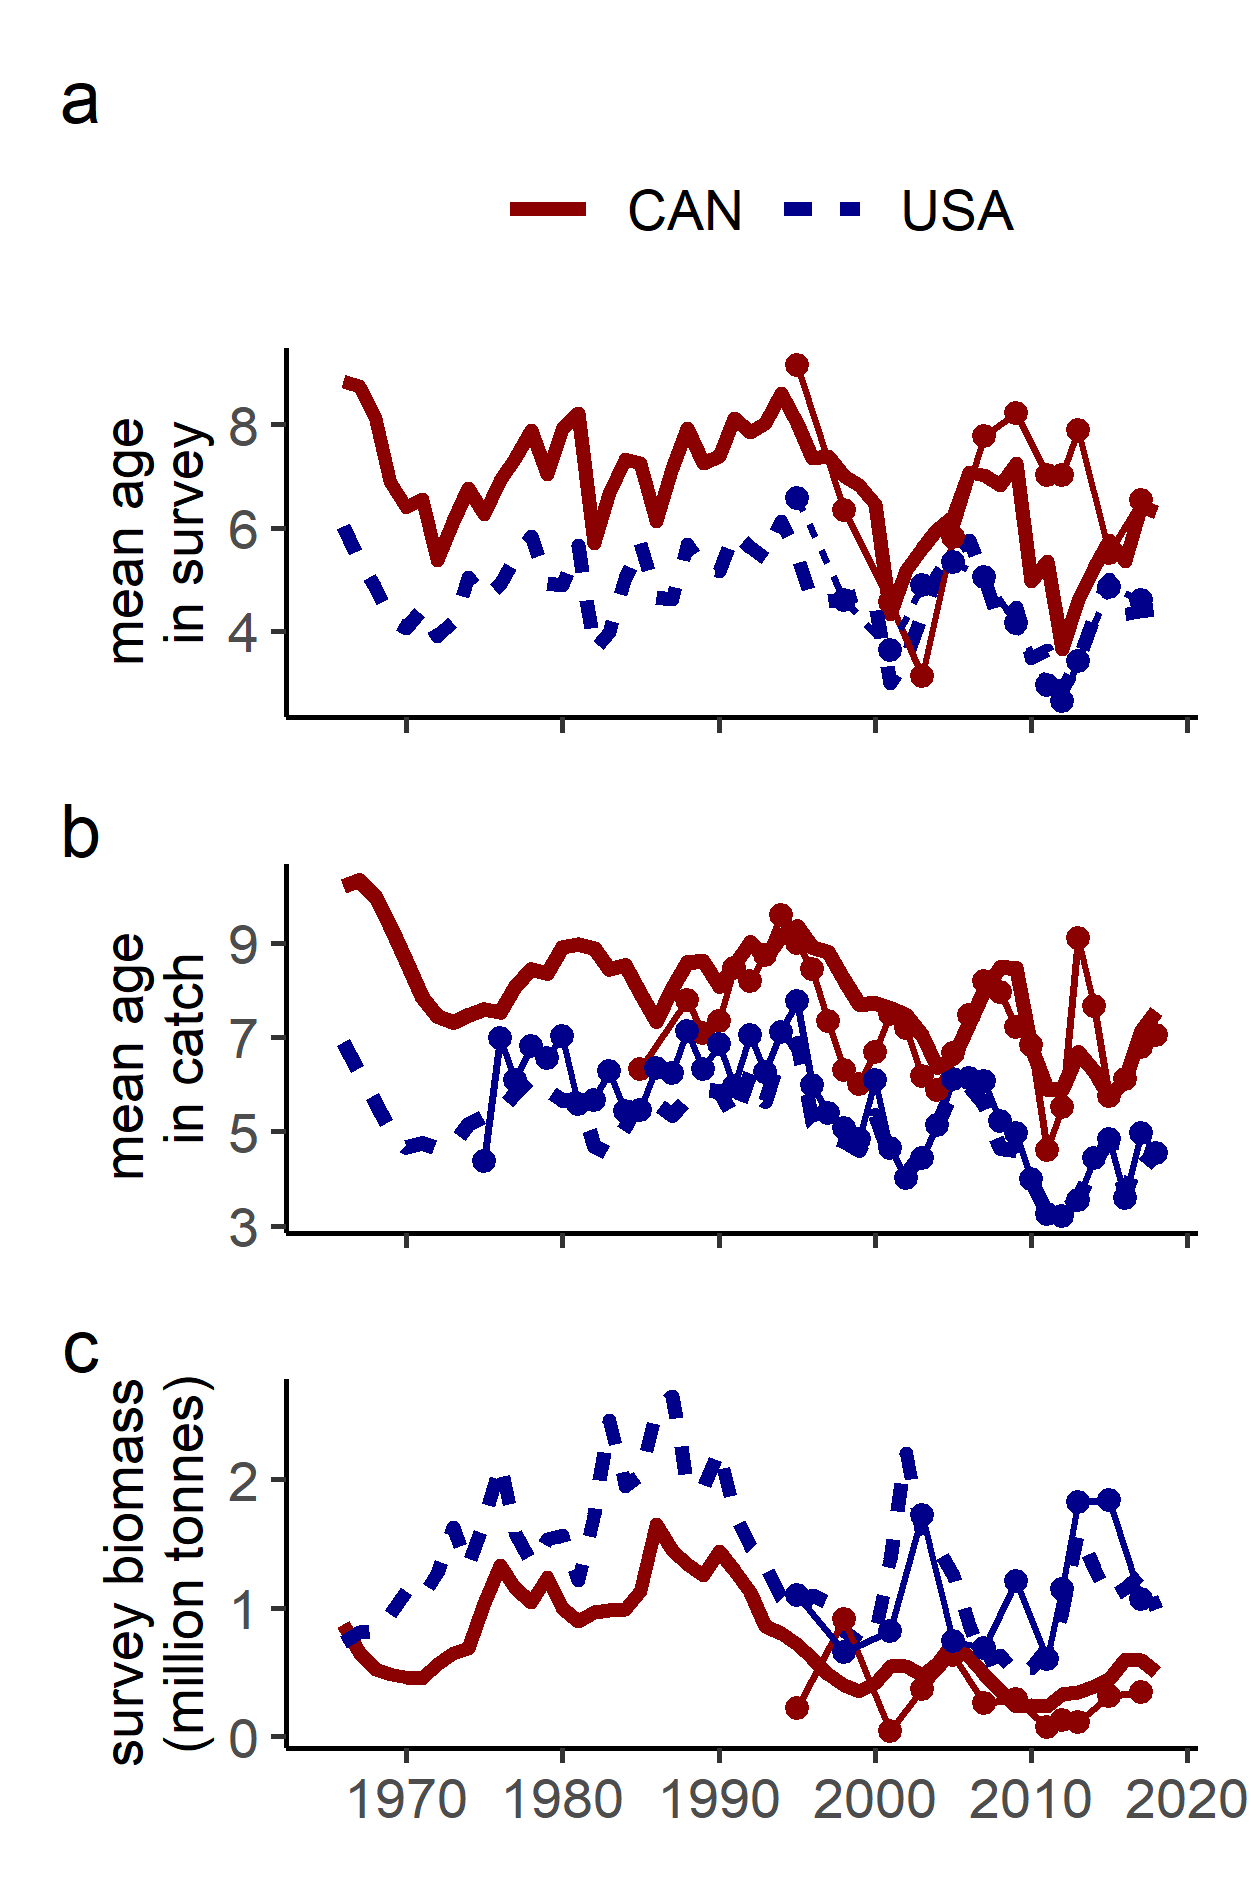 a
CAN USA
mean age
in survey
8
6
4
b
mean age
in catch
9
7
5
3
c
survey biomass
(million tonnes)
2
1
0
1970 1980 1990 2000 2010 2020